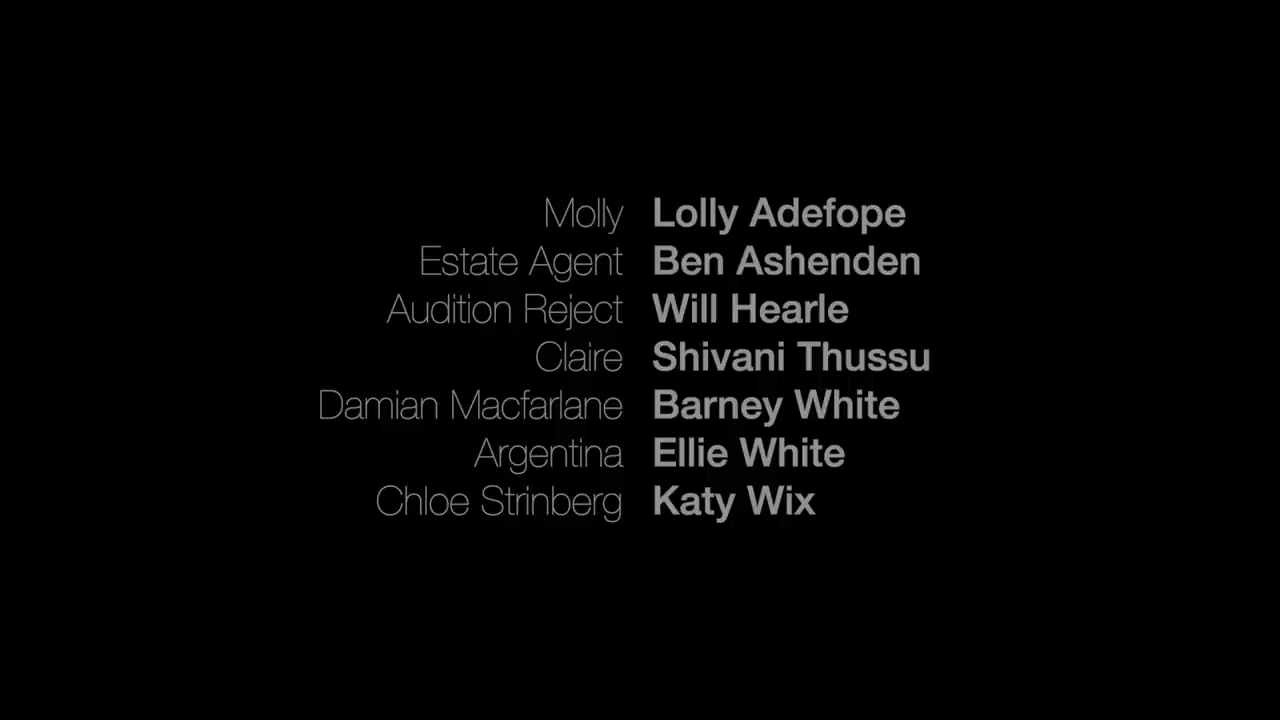 Molly Lolly Adefope
Estate Agent Ben Ashenden
Audition Reject Will Hearle
Claire Shivani Thussu
Damian Macfarlane Barney White
Argentina Ellie White
Chloe Strinberg Katy Wix